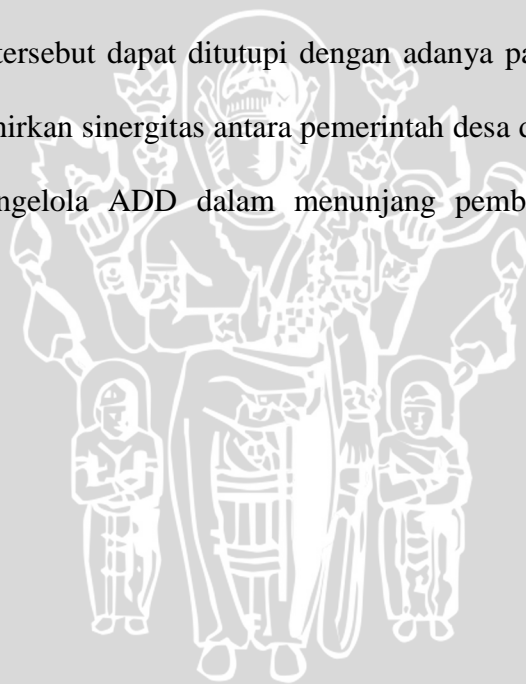 tersebut dapat ditutupi dengan adanya pa
hirkan sinergitas antara pemerintah desa d
ngelola ADD dalam menunjang pemb